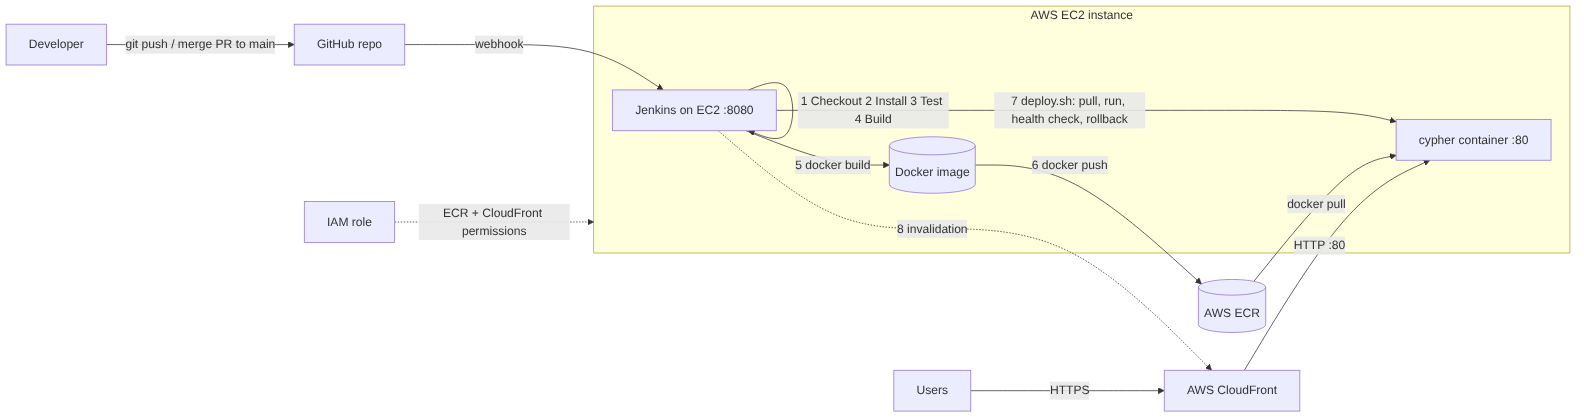 AWS EC2 instance
Developer
git push / merge PR to main
GitHub repo
webhook
Jenkins on EC2 :8080
1 Checkout 2 Install 3 Test
4 Build
7 deploy.sh: pull, run,
health check, rollback
cypher container :80
5 docker build
Docker image
6 docker push
IAM role
ECR + CloudFront
permissions
8 invalidation
docker pull
HTTP :80
AWS ECR
Users
HTTPS
AWS CloudFront